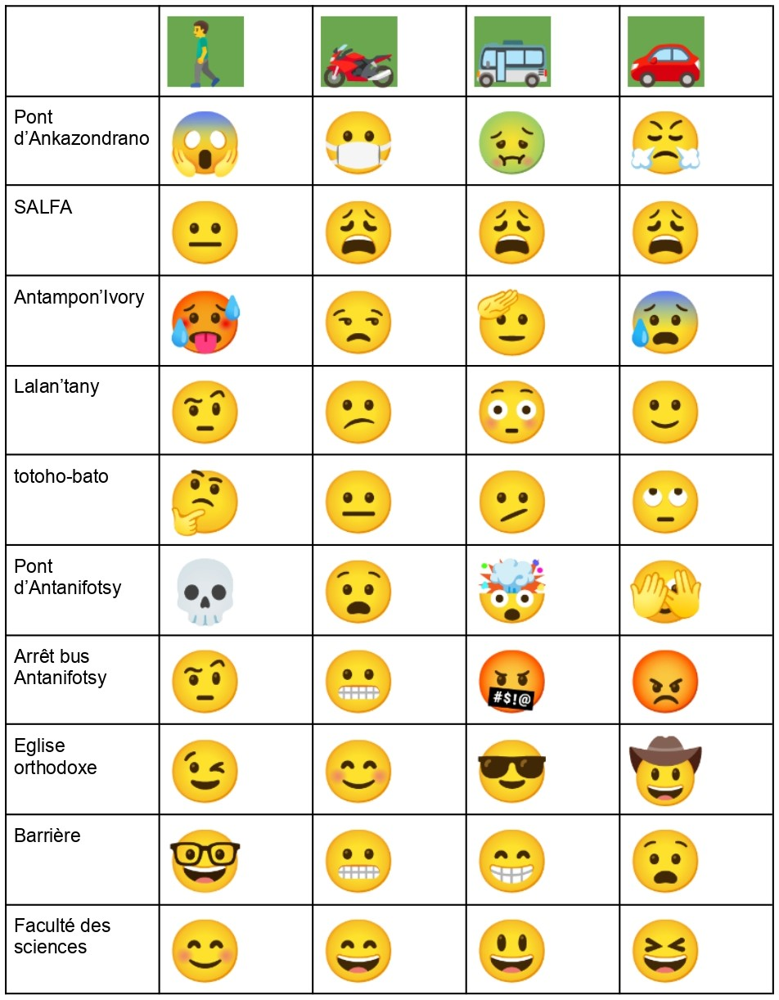 Pont
d’Ankazondrano
SALFA
Antampon’Ivory
Lalan’tany
totoho-bato
Pont
d’Antanifotsy
Arrêt bus
Antanifotsy
#$!@
Eglise
orthodoxe
Barrière
Faculté des
sciences